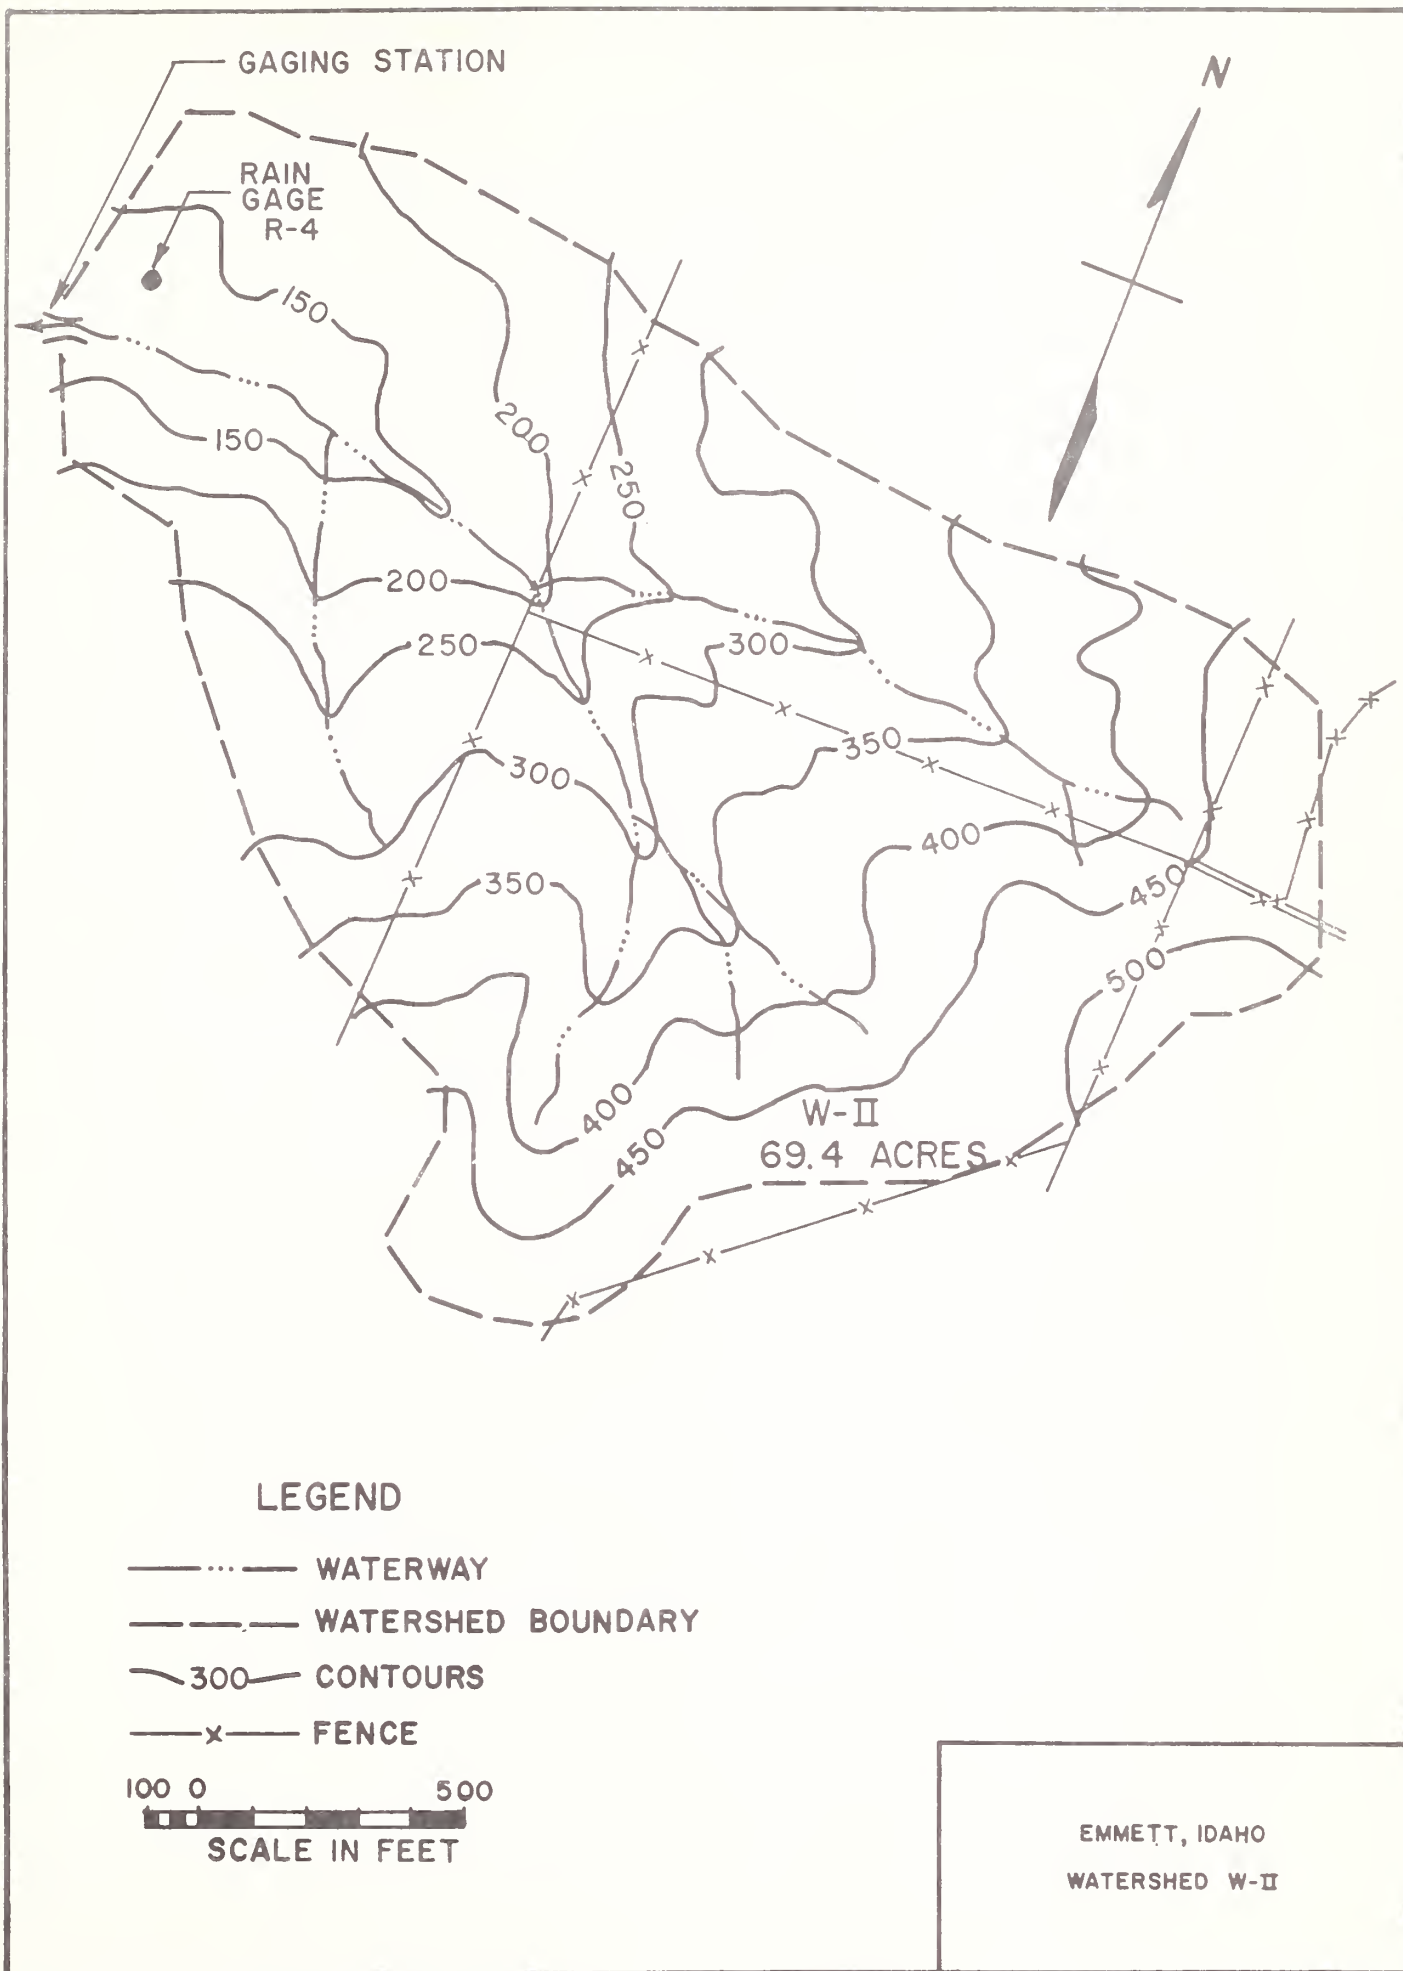 GAGING STATION
N
RAIN
GAGE
R-4
150
200
150
250
200
300
250
350
300
400
350
450
500
400
450
W-II
69.4 ACRES
LEGEND
WATERWAY
WATERSHED BOUNDARY
300 CONTOURS
x FENCE
100 0 500
SCALE IN FEET
EMMETT, IDAHO
WATERSHED W-II